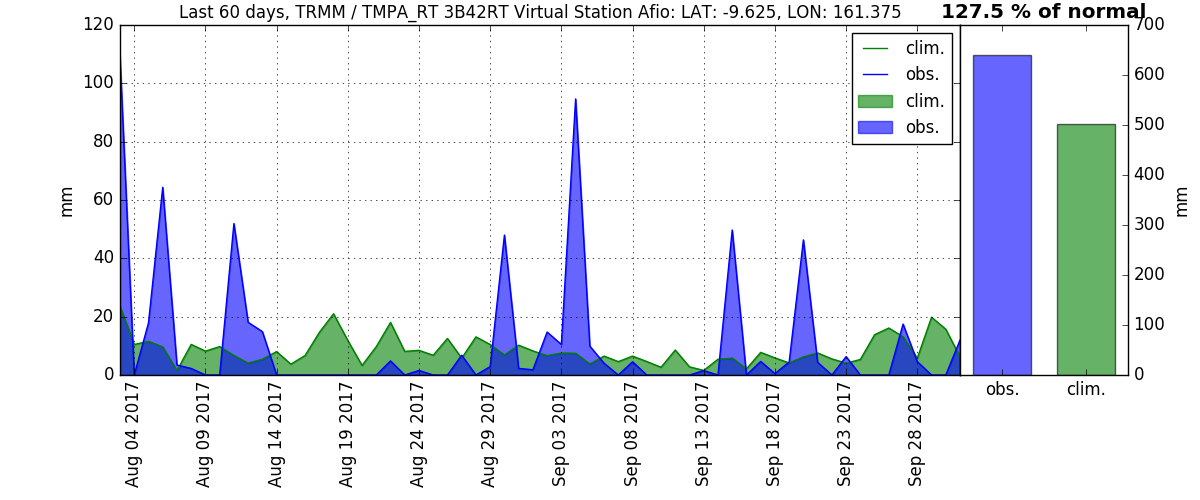 Last 60 days, TRMM / TMPA_RT 3B42RT Virtual Station Afio: LAT: -9.625, LON: 161.375
127.5 % of normal
120
100
80
60
40
20
0
mm
clim.
obs.
clim.
obs.
700
600
500
400
300
200
100
0
mm
obs.
clim.
Aug 04 2017
Aug 09 2017
Aug 14 2017
Aug 19 2017
Aug 24 2017
Aug 29 2017
Sep 03 2017
Sep 08 2017
Sep 13 2017
Sep 18 2017
Sep 23 2017
Sep 28 2017